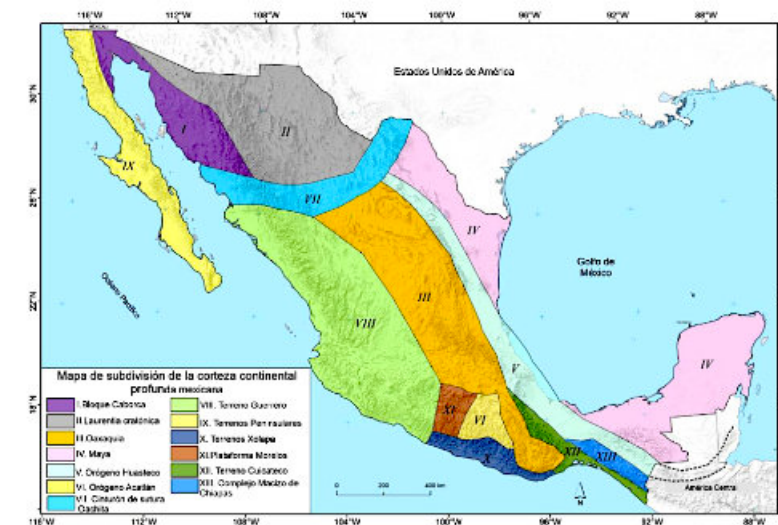 116°W 112°W 108°W 104°W 100°W 96°W 92°W 88°W
Estados Unidos de América
30°N
I
II
IX
VII
26°N
IV
Golfo de
México
Océano Pacífico
22°N
III
VIII
IV
V
18°N
XI
VI
X
XII
XIII
América Central
Mapa de subdivisión de la corteza continental
profunda mexicana
I.Bloque Caborca
II.Laurentia cratónica
III.Oaxaquia
IV. Maya
V. Orógeno Huasteco
VI. Orógeno Acatlán
VII. Cinturón de sutura
Oachita
VIII. Terreno Guerrero
IX. Terrenos Peninsulares
X. Terrenos Xolapa
XI.Plataforma Morelos
XII. Terreno Cuisateco
XIII. Complejo Macizo de
Chiapas
0 200 400 km
N
116°W 112°W 108°W 104°W 100°W 96°W 92°W 88°W